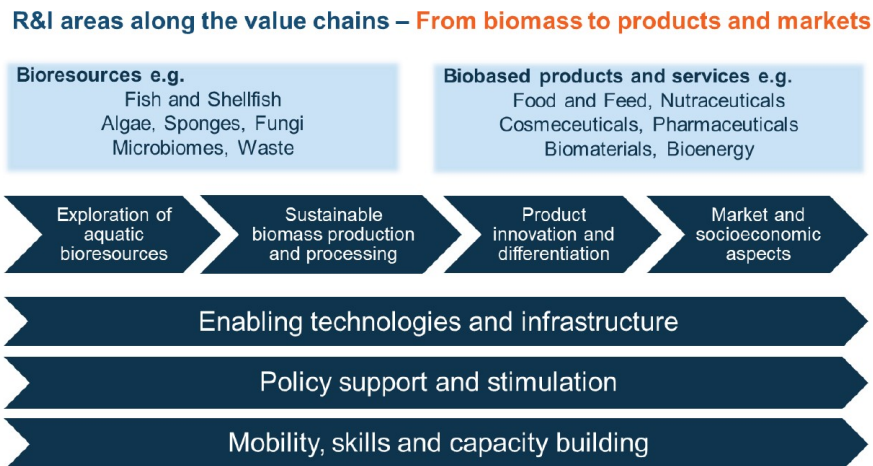 R&I areas along the value chains – From biomass to products and markets
Bioresources e.g.
Fish and Shellfish
Algae, Sponges, Fungi
Microbiomes, Waste
Biobased products and services e.g.
Food and Feed, Nutraceuticals
Cosmeceuticals, Pharmaceuticals
Biomaterials, Bioenergy
Exploration of
aquatic
bioresources
Sustainable
biomass production
and processing
Product
innovation and
differentiation
Market and
socioeconomic
aspects
Enabling technologies and infrastructure
Policy support and stimulation
Mobility, skills and capacity building